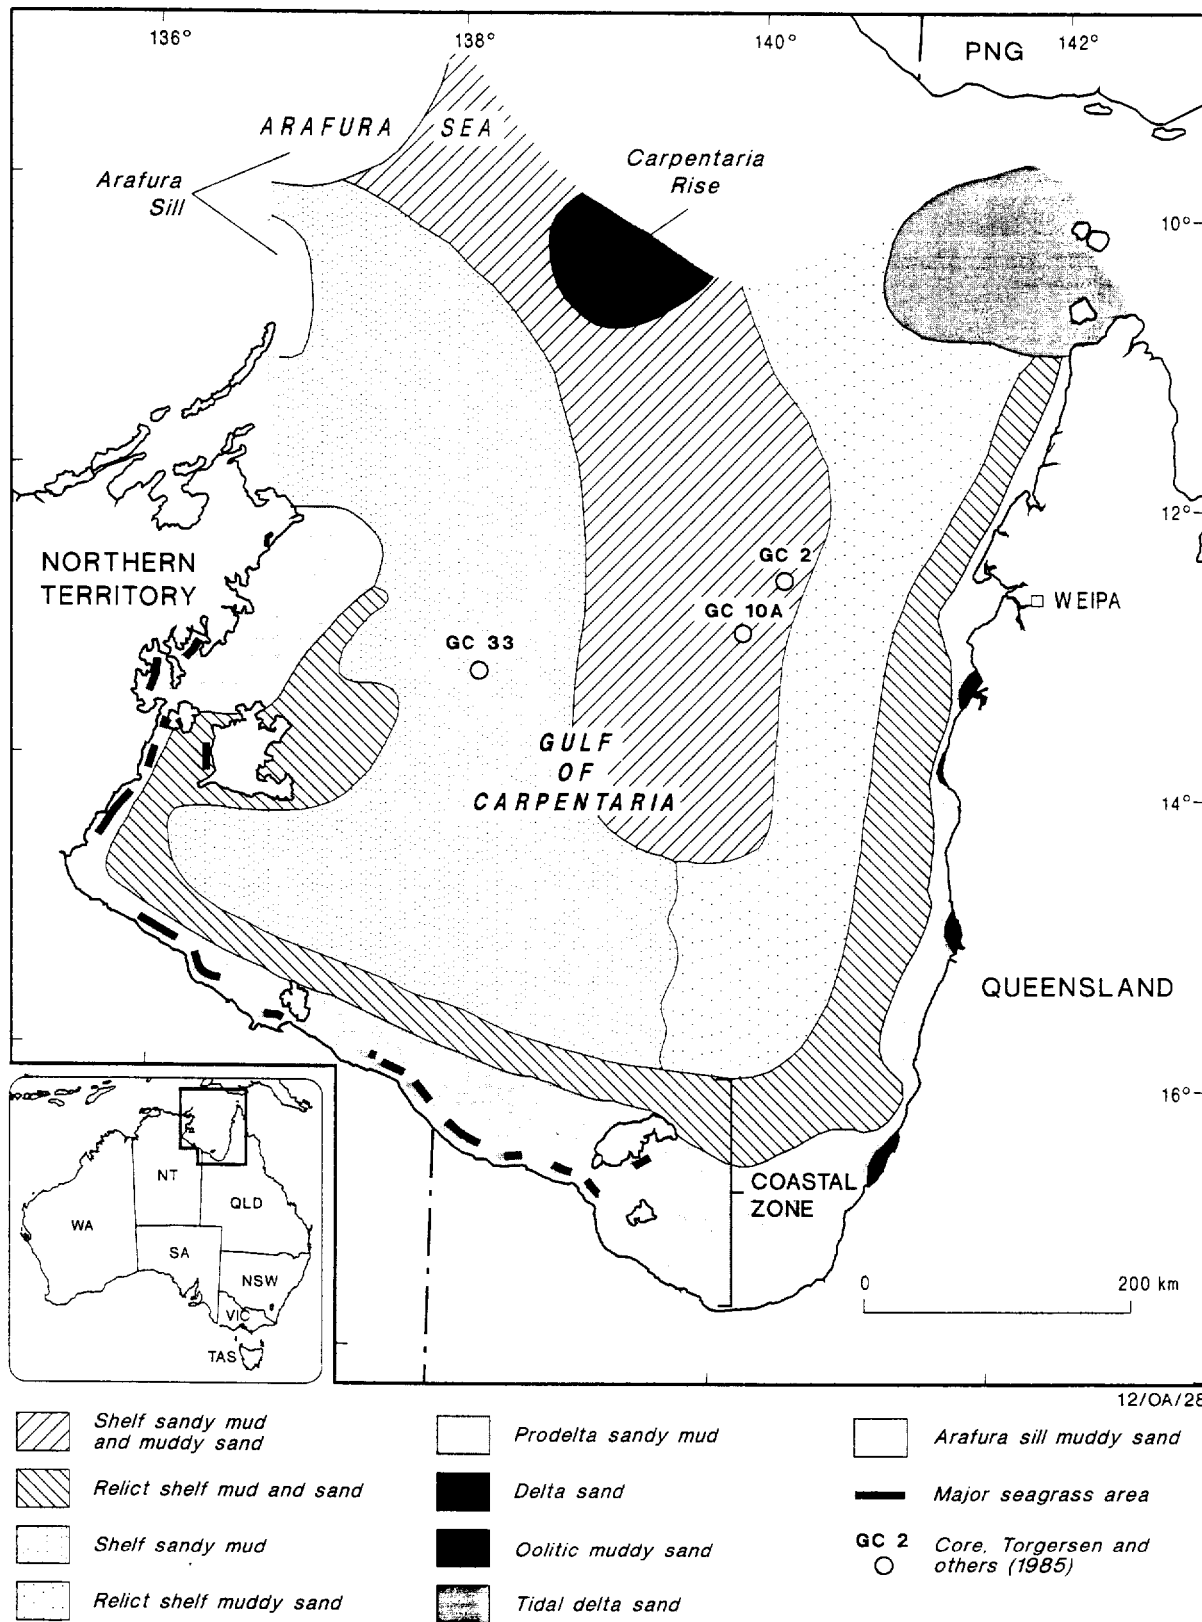 136°
138°
140°
142°
PNG
ARAFURA SEA
Arafura
Sill
Carpentaria
Rise
10°
12°
NORTHERN
TERRITORY
GC 2
GC 10A
WEIPA
GC 33
GULF
OF
CARPENTARIA
14°
QUEENSLAND
16°
COASTAL
ZONE
NT
QLD
WA
SA
NSW
VIC
TAS
0
200 km
12/OA/28
Shelf sandy mud
and muddy sand
Relict shelf mud and sand
Shelf sandy mud
Relict shelf muddy sand
Prodelta sandy mud
Delta sand
Oolitic muddy sand
Tidal delta sand
Arafura sill muddy sand
Major seagrass area
GC 2
Core, Torgersen and
others (1985)